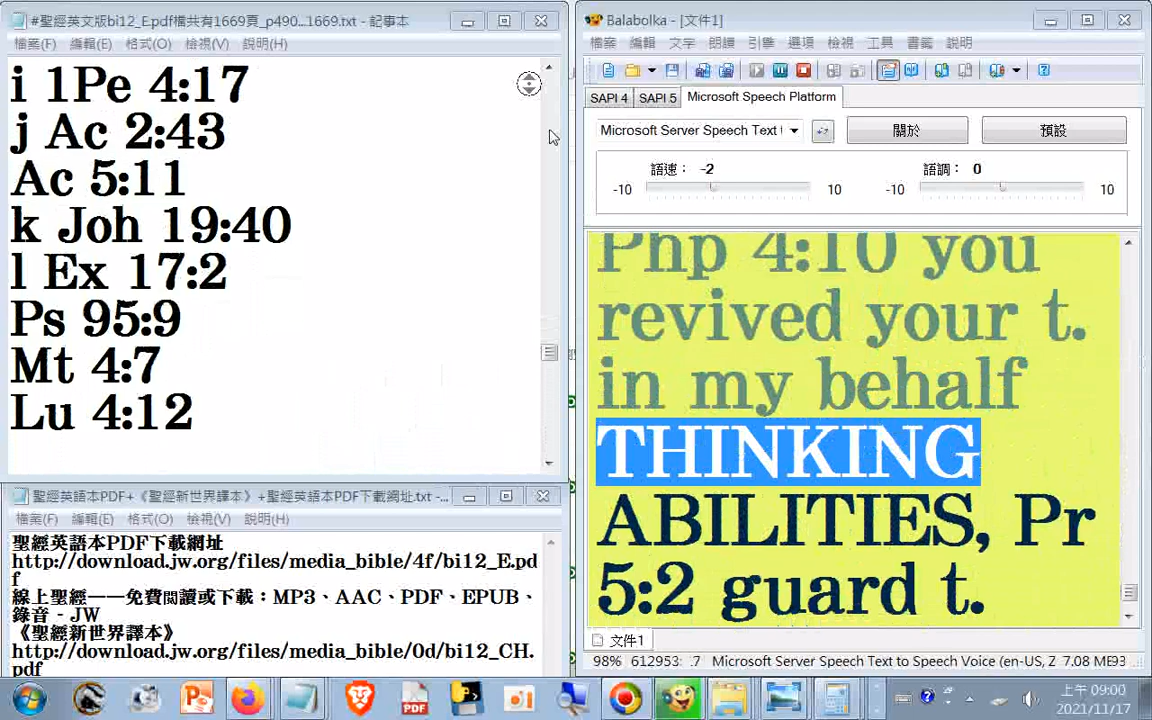 #聖經英文版bi12_E.pdf檔共有1669頁_p490...1669.txt - 記事本
檔案(F) 編輯(E) 格式(O) 檢視(V) 說明(H)
i 1Pe 4:17
j Ac 2:43
Ac 5:11
k Joh 19:40
l Ex 17:2
Ps 95:9
Mt 4:7
Lu 4:12
聖經英語本PDF+《聖經新世界譯本》+聖經英語本PDF下載網址.txt - ...
檔案(F) 編輯(E) 格式(O) 檢視(V) 說明(H)
聖經英語本PDF下載網址
http://download.jw.org/files/media_bible/4f/bi12_E.pd
f
線上聖經——免費閱讀或下載：MP3、AAC、PDF、EPUB、
錄音 - JW
《聖經新世界譯本》
http://download.jw.org/files/media_bible/0d/bi12_CH.
pdf
Balabolka - [文件1]
檔案 編輯 文字 朗讀 引擎 選項 檢視 工具 書籤 說明
SAPI 4 SAPI 5 Microsoft Speech Platform
Microsoft Server Speech Text 關於 預設
語速： -2 語調： 0
-10 10 -10 10
Php 4:10 you
revived your t.
in my behalf
THINKING
ABILITIES, Pr
5:2 guard t.
文件1
98% 612953: .7 Microsoft Server Speech Text to Speech Voice (en-US, Z 7.08 ME93
PDF
上午 09:00
2021/11/17